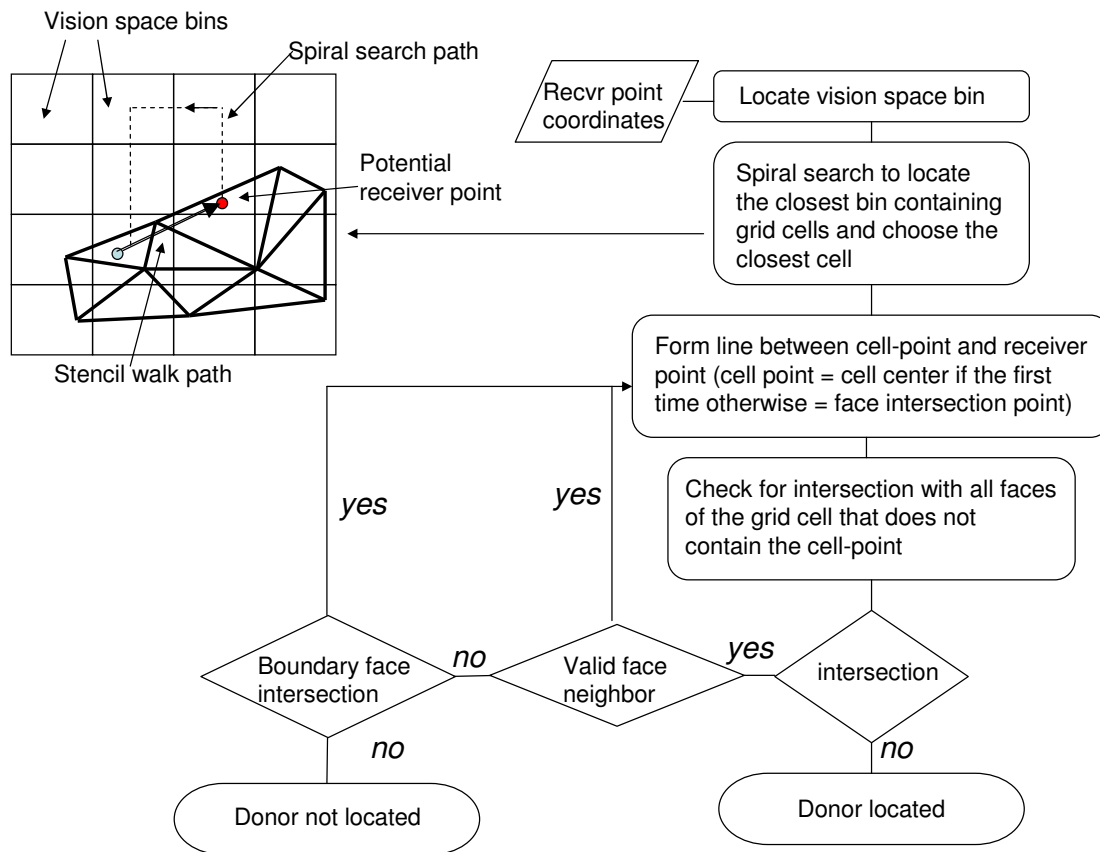 Vision space bins
Spiral search path
Potential
receiver point
Stencil walk path
Recvr point
coordinates
Locate vision space bin
Spiral search to locate
the closest bin containing
grid cells and choose the
closest cell
Form line between cell-point and receiver
point (cell point = cell center if the first
time otherwise = face intersection point)
Check for intersection with all faces
of the grid cell that does not
contain the cell-point
intersection
yes
no
Donor located
Valid face
neighbor
yes
no
Boundary face
intersection
yes
no
Donor not located